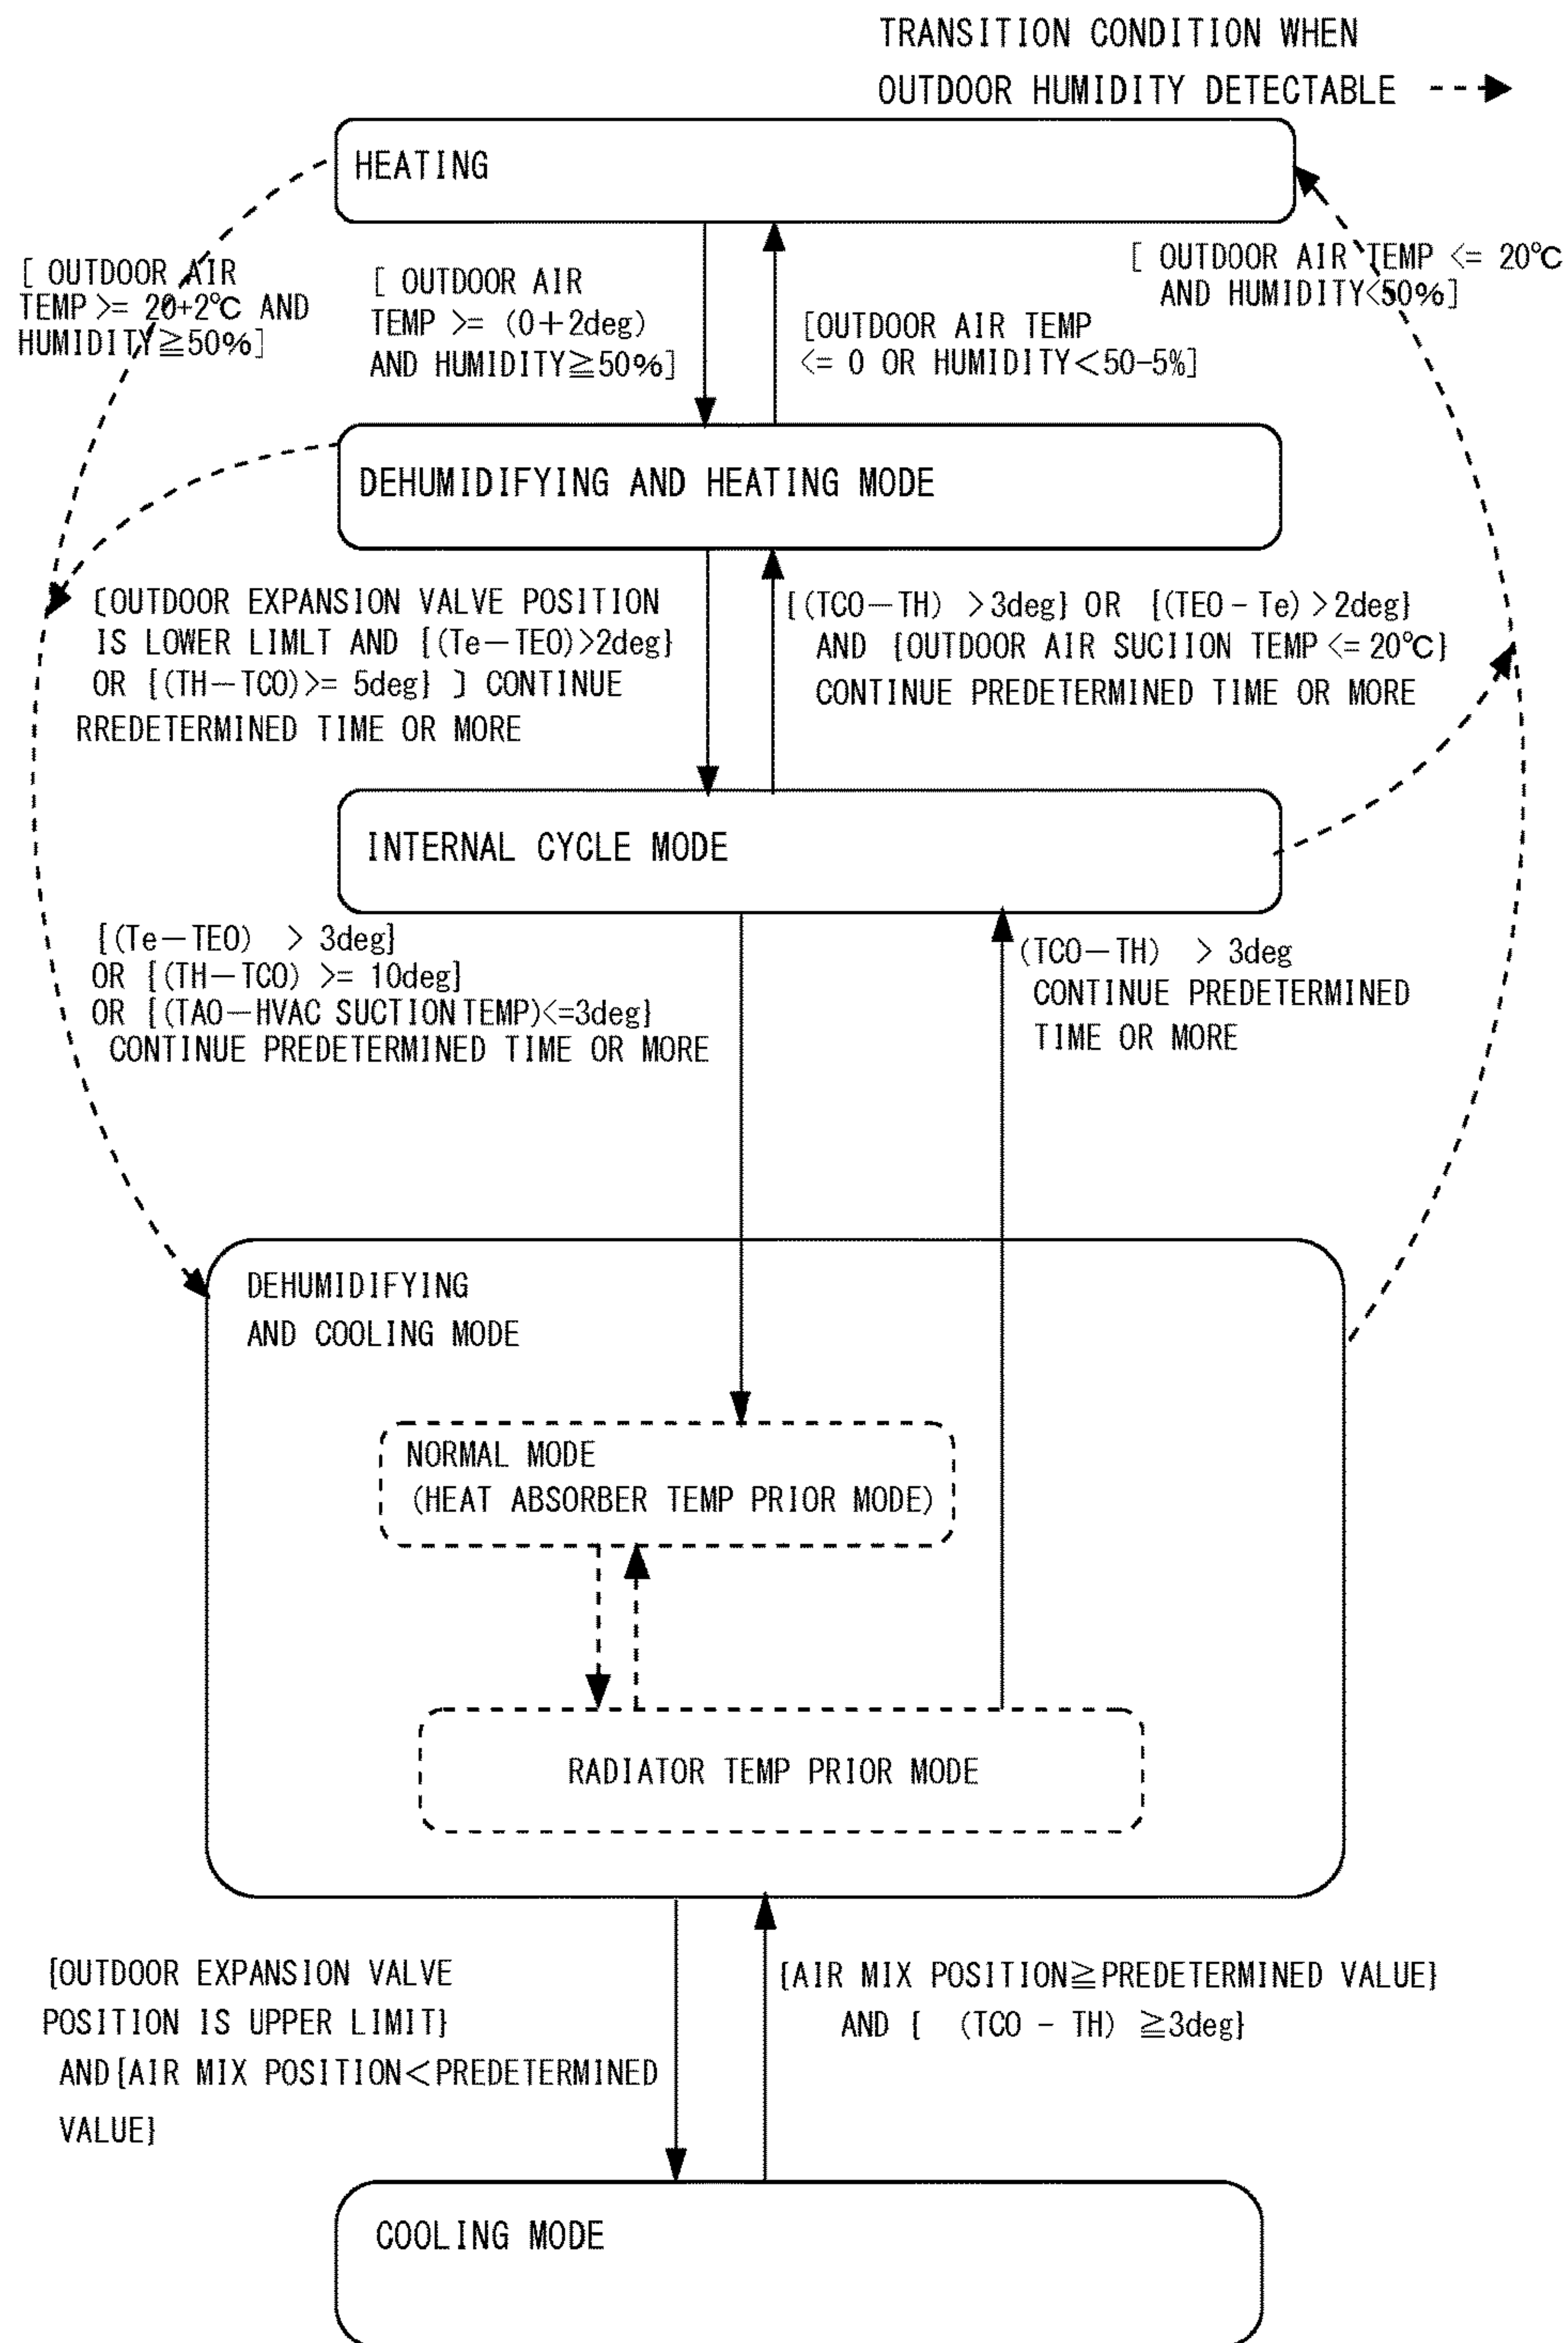 TRANSITION CONDITION WHEN
OUTDOOR HUMIDITY DETECTABLE
HEATING
[ OUTDOOR AIR
TEMP >= 20+2℃ AND
HUMIDITY≧50%]
[ OUTDOOR AIR
TEMP >= (0+2deg)
AND HUMIDITY≧50%]
[OUTDOOR AIR TEMP
<= 0 OR HUMIDITY<50-5%]
[ OUTDOOR AIR TEMP <= 20℃
AND HUMIDITY<50%]
DEHUMIDIFYING AND HEATING MODE
[OUTDOOR EXPANSION VALVE POSITION
IS LOWER LIMLT AND [(Te-TEO)>2deg}
OR [(TH-TCO)>= 5deg} ] CONTINUE
RREDETERMINED TIME OR MORE
[(TCO-TH) >3deg} OR [(TEO-Te)>2deg}
AND {OUTDOOR AIR SUCIION TEMP<=20℃}
CONTINUE PREDETERMINED TIME OR MORE
INTERNAL CYCLE MODE
[(Te-TEO) > 3deg]
OR [(TH-TCO) >= 10deg]
OR [(TAO-HVAC SUCTION TEMP)<=3deg}
CONTINUE PREDETERMINED TIME OR MORE
(TCO-TH) > 3deg
CONTINUE PREDETERMINED
TIME OR MORE
DEHUMIDIFYING
AND COOLING MODE
NORMAL MODE
(HEAT ABSORBER TEMP PRIOR MODE)
RADIATOR TEMP PRIOR MODE
{OUTDOOR EXPANSION VALVE
POSITION IS UPPER LIMIT}
AND{AIR MIX POSITION<PREDETERMINED
VALUE}
{AIR MIX POSITION≧PREDETERMINED VALUE}
AND { (TCO - TH) ≧3deg}
COOLING MODE